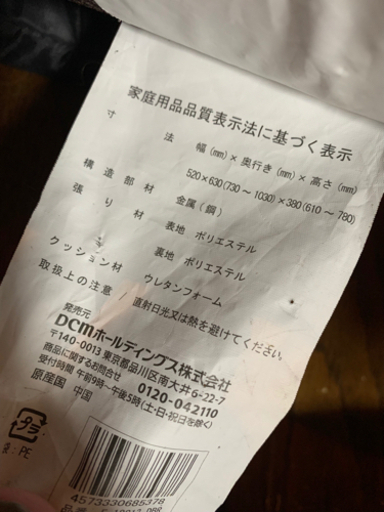 家庭用品品質表示法に基づく表示
寸法 幅(mm)×奥行き(mm)×高さ(mm)
520×630(730〜1030)×380(610〜780)
構造部材 金属(鋼)
張り材 表地 ポリエステル
裏地 ポリエステル
クッション材 ウレタンフォーム
取扱上の注意 直射日光又は熱を避けてください。
発売元
DCMホールディングス株式会社
〒140-0013 東京都品川区南大井6-22-7
商品に関するお問合せ 0120-042110
受付時間 午前9時〜午後5時(土・日・祝日を除く)
原産国 中国
プラ
袋:PE
4573330685378